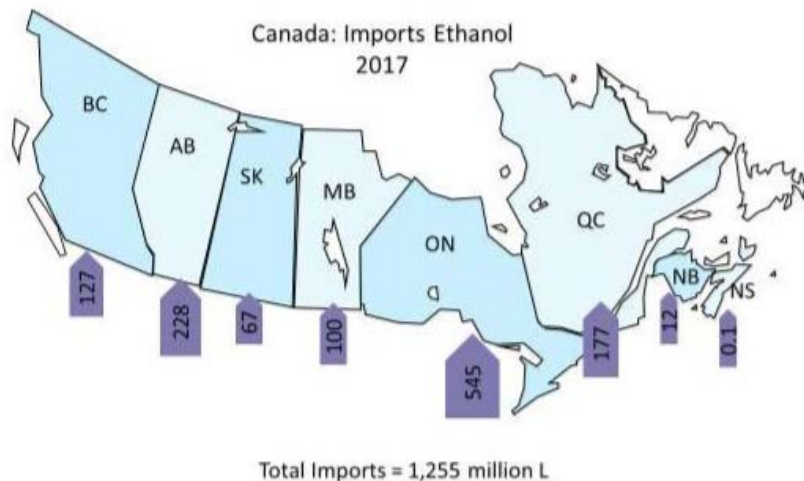 Canada: Imports Ethanol
2017
BC
AB
SK
MB
ON
QC
NB
NS
127
228
67
100
545
177
12
0.1
Total Imports = 1,255 million L